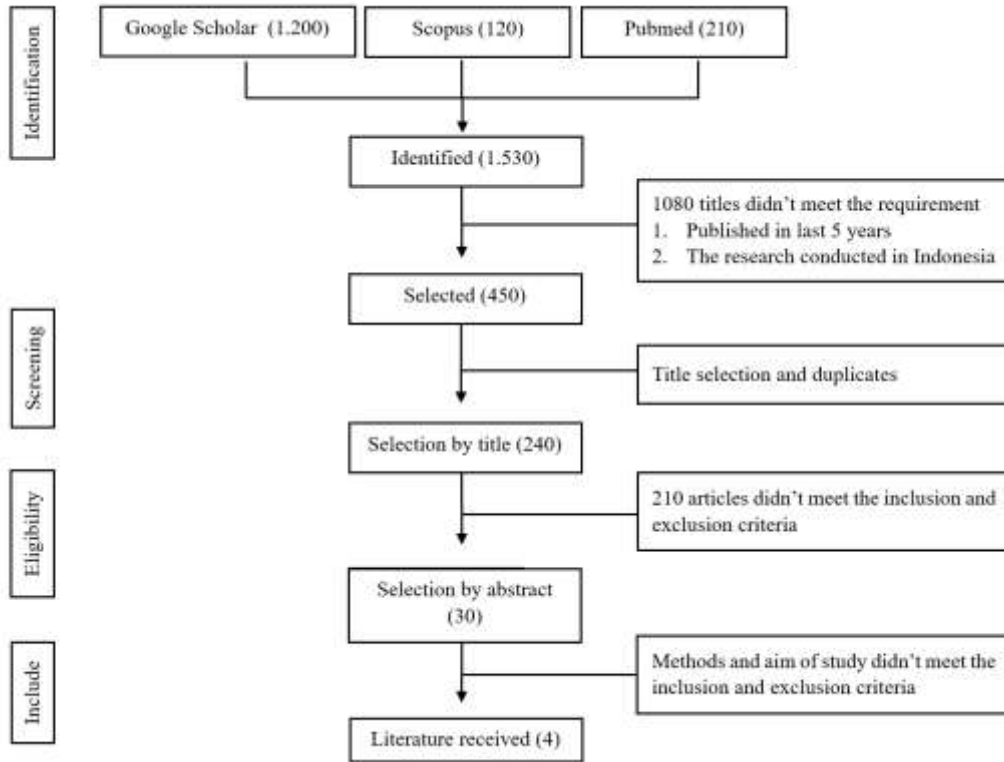 Identification
Google Scholar (1.200)
Scopus (120)
Pubmed (210)
Identified (1.530)
1080 titles didn't meet the requirement
1. Published in last 5 years
2. The research conducted in Indonesia
Selected (450)
Screening
Title selection and duplicates
Selection by title (240)
Eligibility
210 articles didn't meet the inclusion and
exclusion criteria
Selection by abstract
(30)
Include
Methods and aim of study didn't meet the
inclusion and exclusion criteria
Literature received (4)